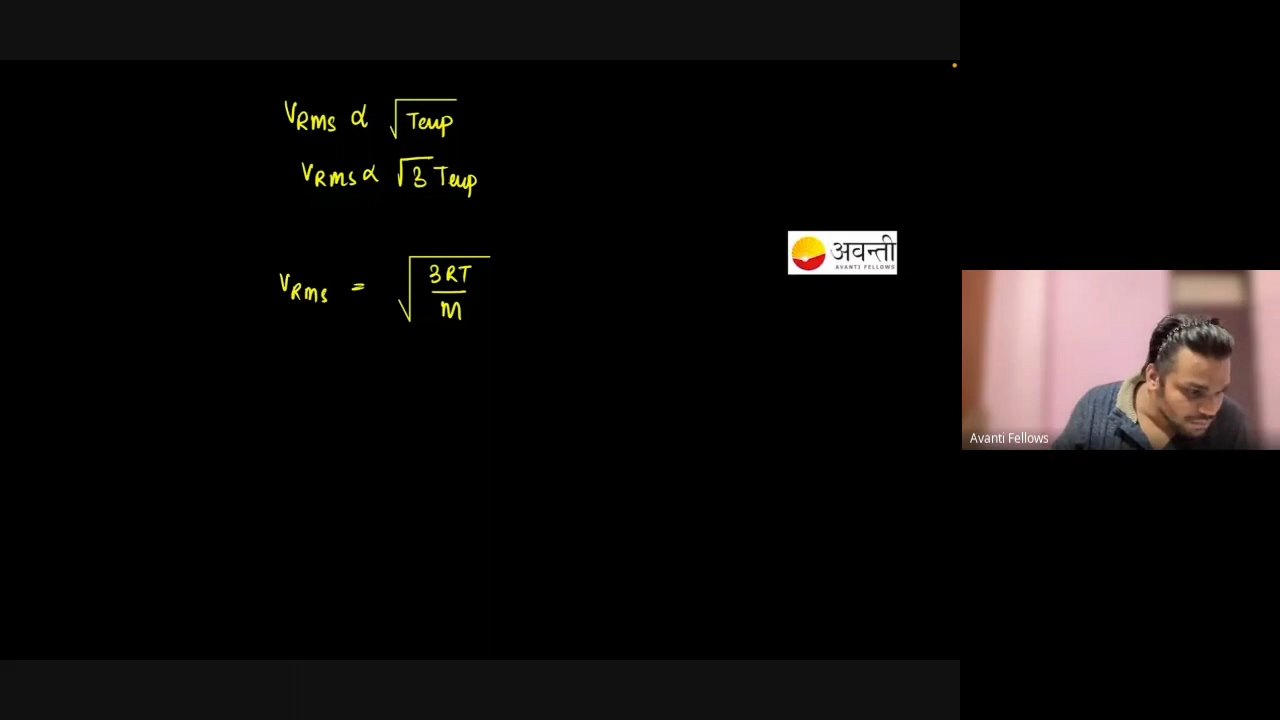 VRms ∝ √Temp
VRms ∝ √3 Temp
VRms = √(3RT/M)
अवन्ती
AVANTI FELLOWS
Avanti Fellows